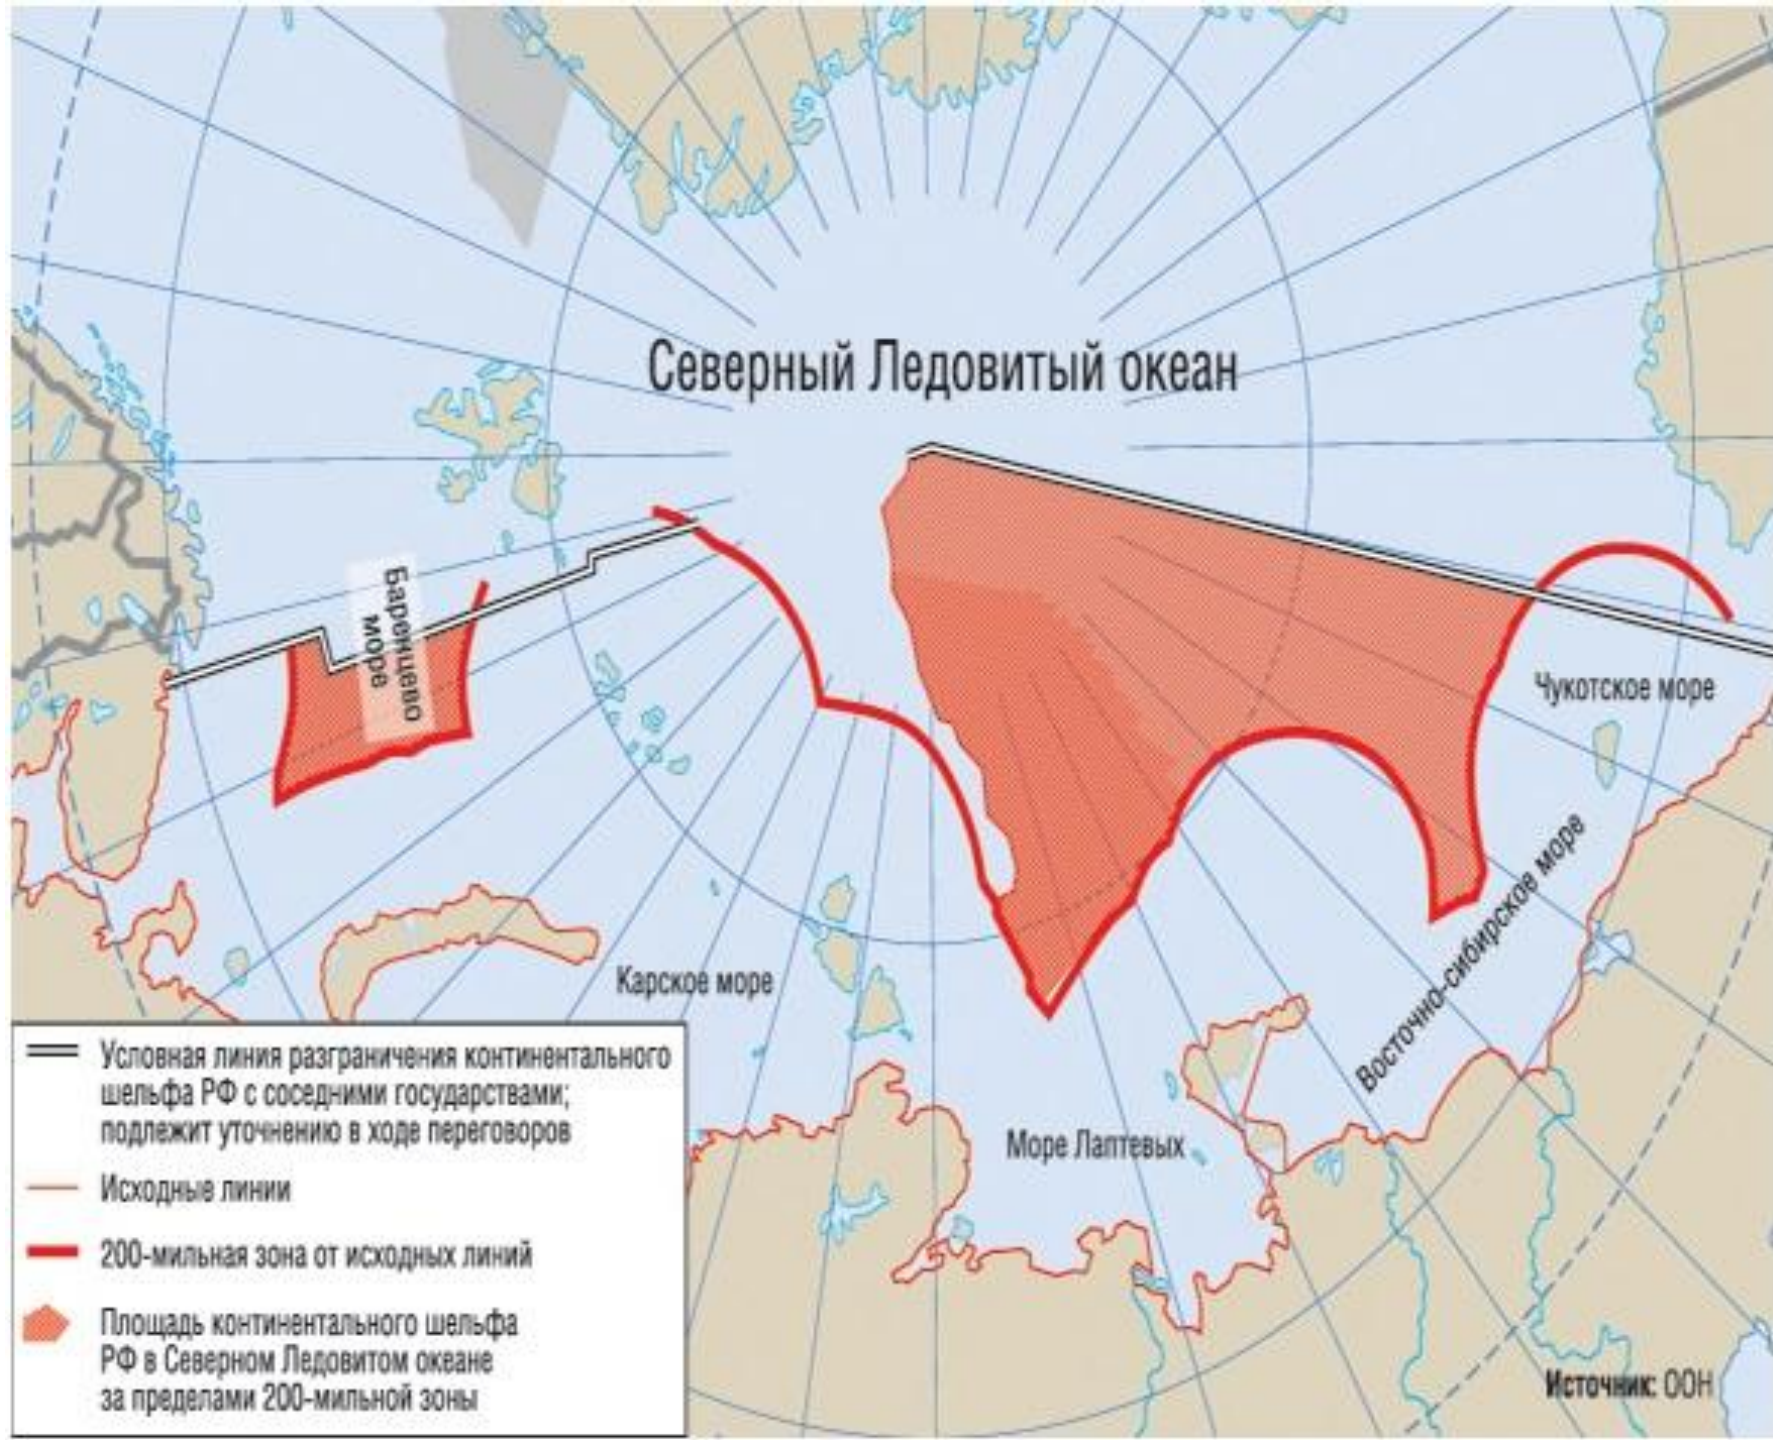 Северный Ледовитый океан
Баренцево
море
Чукотское море
Восточно-сибирское море
Карское море
Море Лаптевых
Условная линия разграничения континентального
шельфа РФ с соседними государствами;
подлежит уточнению в ходе переговоров
Исходные линии
200-мильная зона от исходных линий
Площадь континентального шельфа
РФ в Северном Ледовитом океане
за пределами 200-мильной зоны
Источник: ООН